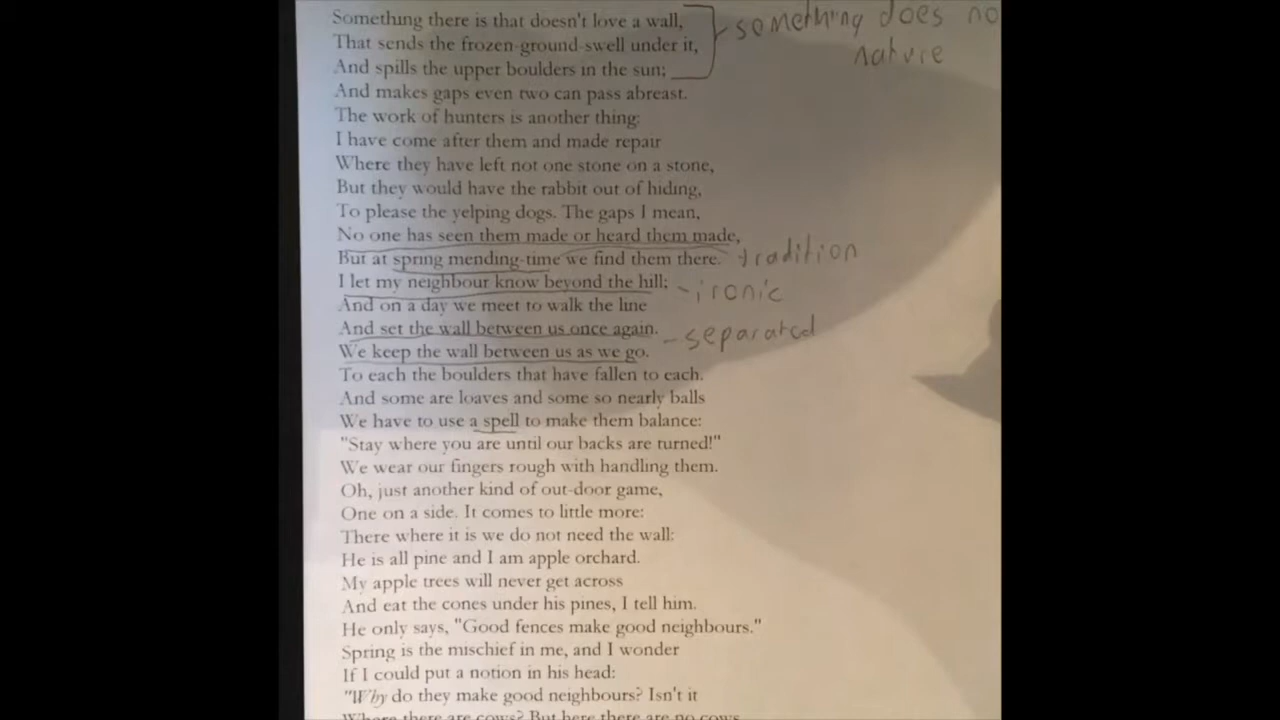 Something there is that doesn't love a wall,
something does no
That sends the frozen-ground-swell under it,
nature
And spills the upper boulders in the sun;
And makes gaps even two can pass abreast.
The work of hunters is another thing:
I have come after them and made repair
Where they have left not one stone on a stone,
But they would have the rabbit out of hiding,
To please the yelping dogs. The gaps I mean,
No one has seen them made or heard them made,
But at spring mending-time we find them there.
tradition
I let my neighbour know beyond the hill;
- ironic
And on a day we meet to walk the line
And set the wall between us once again.
- separated
We keep the wall between us as we go.
To each the boulders that have fallen to each.
And some are loaves and some so nearly balls
We have to use a spell to make them balance:
"Stay where you are until our backs are turned!"
We wear our fingers rough with handling them.
Oh, just another kind of out-door game,
One on a side. It comes to little more:
There where it is we do not need the wall:
He is all pine and I am apple orchard.
My apple trees will never get across
And eat the cones under his pines, I tell him.
He only says, "Good fences make good neighbours."
Spring is the mischief in me, and I wonder
If I could put a notion in his head:
"Why do they make good neighbours? Isn't it
Where there are cows? But here there are no cows